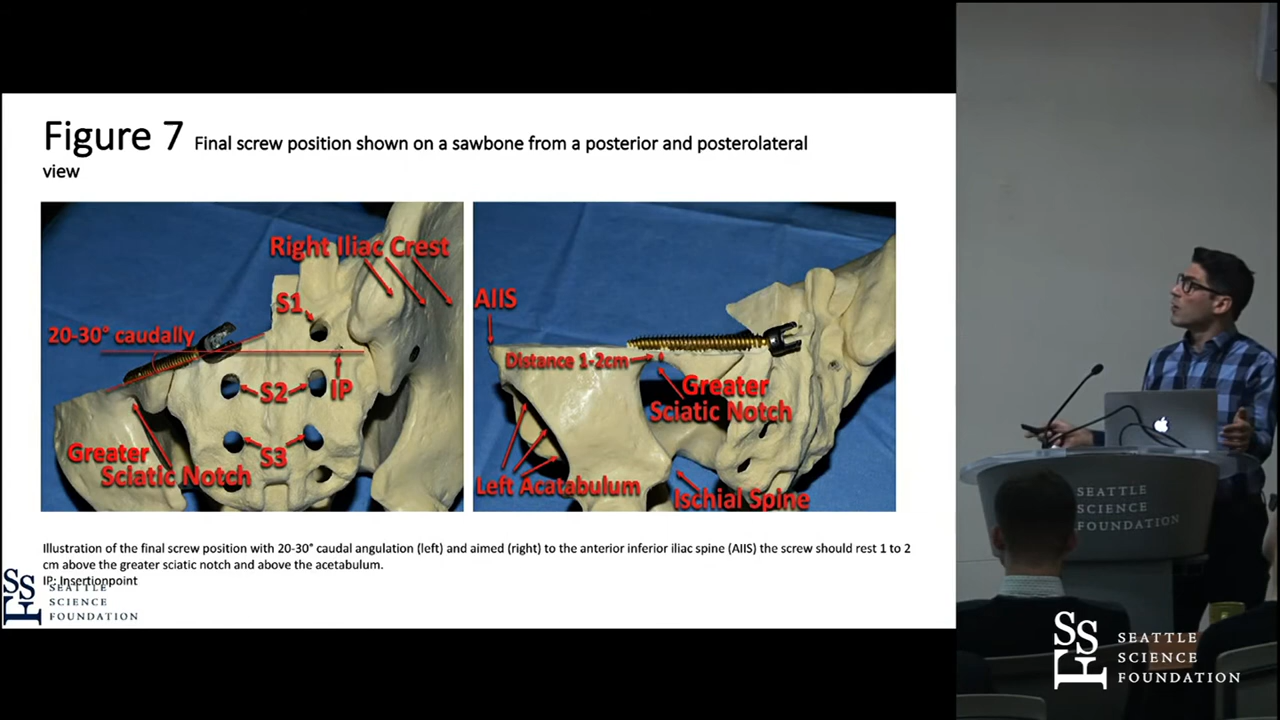 Figure 7 Final screw position shown on a sawbone from a posterior and posterolateral
view
Right Iliac Crest
S1
20-30° caudally
S2
IP
S3
Greater
Sciatic Notch
AIIS
Distance 1-2cm
Greater
Sciatic Notch
Left Acatabulum
Ischial Spine
Illustration of the final screw position with 20-30° caudal angulation (left) and aimed (right) to the anterior inferior iliac spine (AIIS) the screw should rest 1 to 2
cm above the greater sciatic notch and above the acetabulum.
IP: Insertionpoint
SSF
SEATTLE
SCIENCE
FOUNDATION
SEATTLE
SCIENCE
FOUNDATION
SSF
SEATTLE
SCIENCE
FOUNDATION